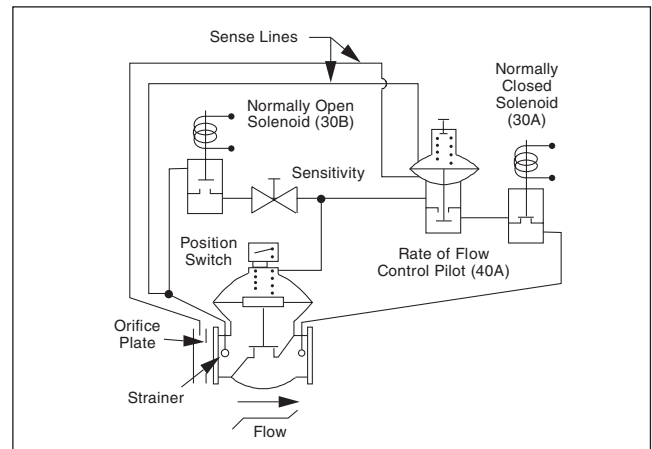 Sense Lines
Normally
Closed
Solenoid
(30A)
Normally Open
Solenoid (30B)
Sensitivity
Position
Switch
Rate of Flow
Control Pilot (40A)
Orifice
Plate
Strainer
Flow